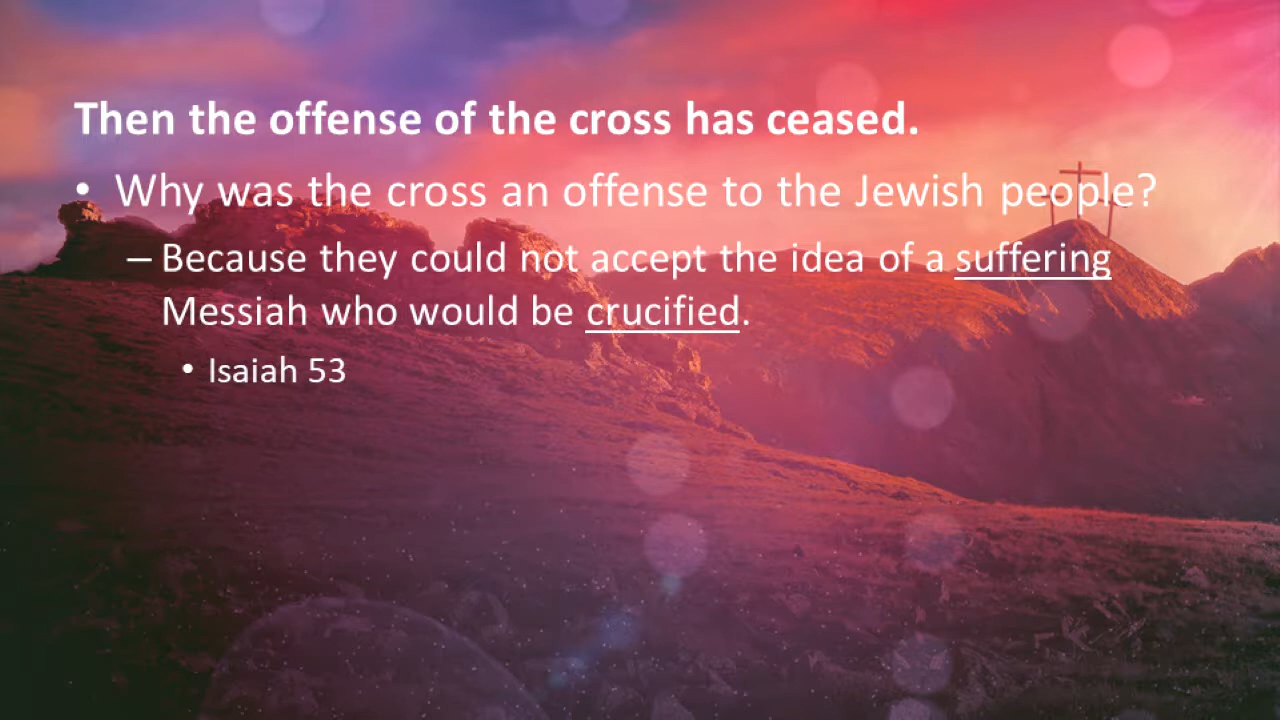 Then the offense of the cross has ceased.
• Why was the cross an offense to the Jewish people?
– Because they could not accept the idea of a suffering
Messiah who would be crucified.
• Isaiah 53